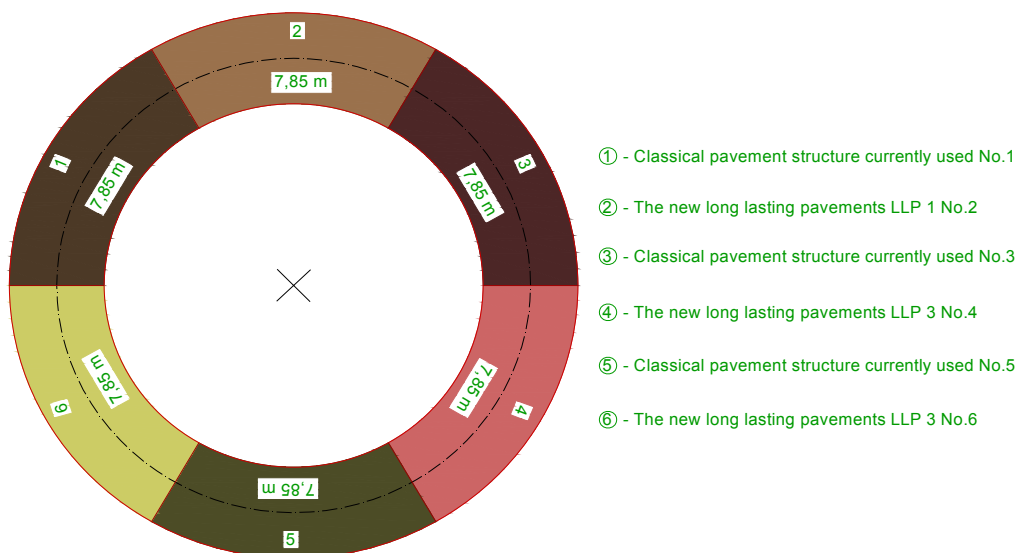 2
7,85 m
1
7,85 m
3
7,85 m
6
7,85 m
4
7,85 m
5
7,85 m
① - Classical pavement structure currently used No.1
② - The new long lasting pavements LLP 1 No.2
③ - Classical pavement structure currently used No.3
④ - The new long lasting pavements LLP 3 No.4
⑤ - Classical pavement structure currently used No.5
⑥ - The new long lasting pavements LLP 3 No.6